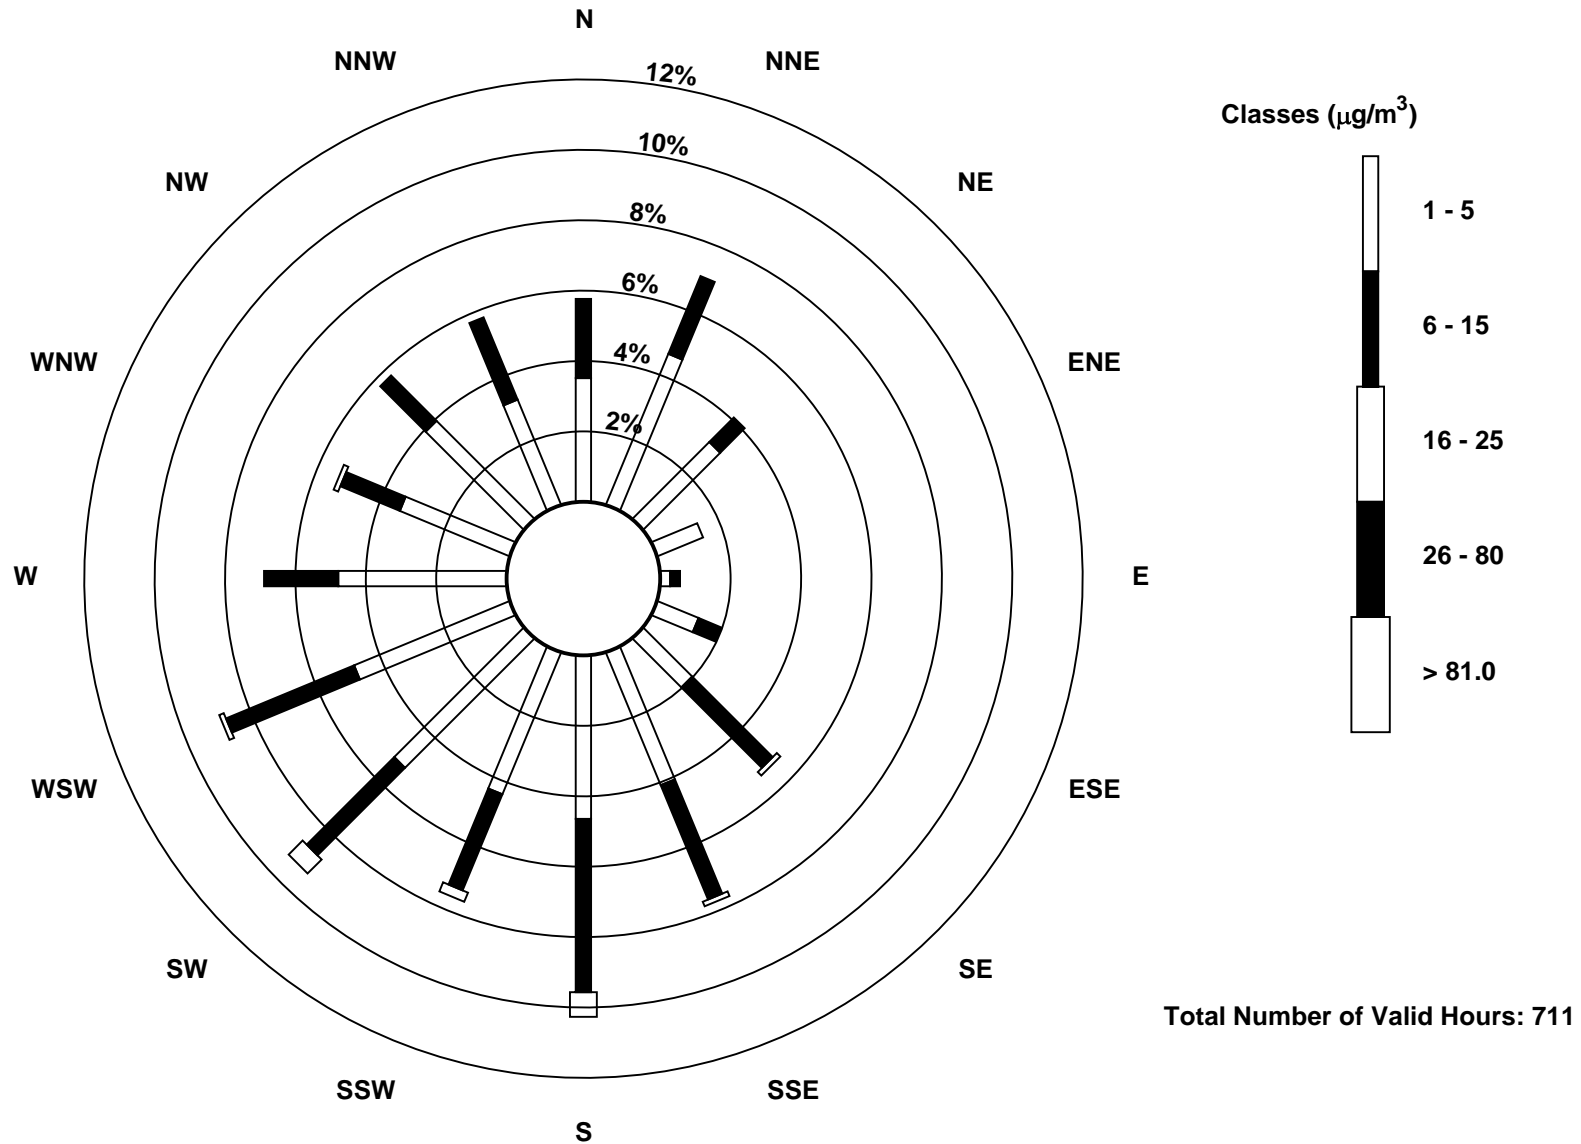 N
NNW
NNE
12%
Classes (μg/m³)
10%
NW
NE
8%
1 - 5
6%
6 - 15
4%
WNW
ENE
2%
16 - 25
26 - 80
W
E
> 81.0
WSW
ESE
SW
SE
Total Number of Valid Hours: 711
SSW
SSE
S